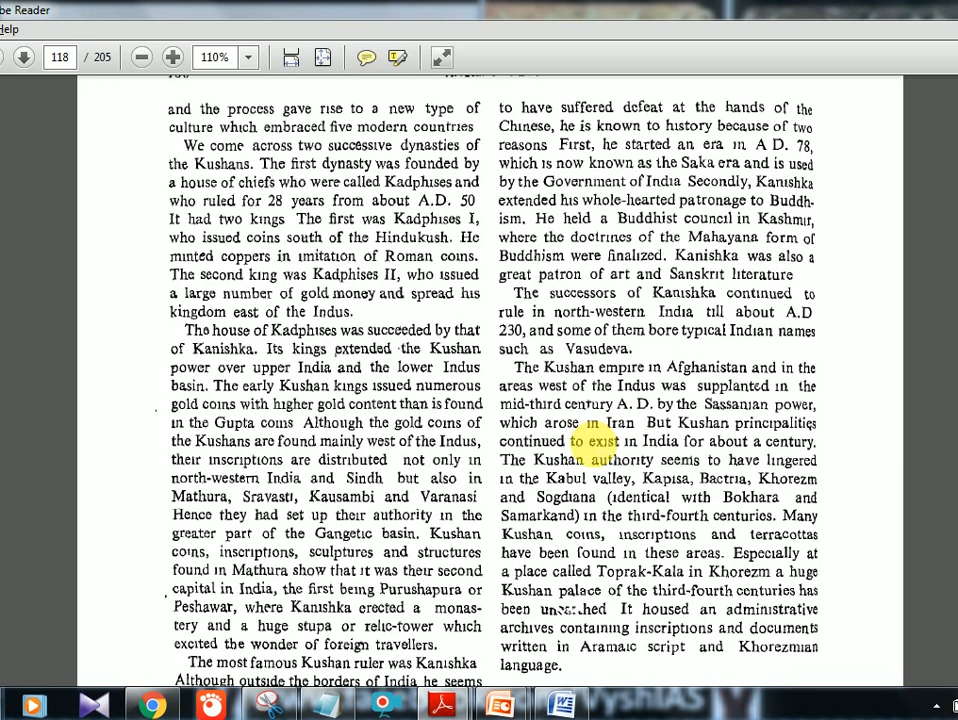 be Reader
Help
118 / 205
110%
and the process gave rise to a new type of
culture which embraced five modern countries
We come across two successive dynasties of
the Kushans. The first dynasty was founded by
a house of chiefs who were called Kadphises and
who ruled for 28 years from about A.D. 50
It had two kings The first was Kadphises I,
who issued coins south of the Hindukush. He
minted coppers in imitation of Roman coins.
The second king was Kadphises II, who issued
a large number of gold money and spread his
kingdom east of the Indus.
The house of Kadphises was succeeded by that
of Kanishka. Its kings extended the Kushan
power over upper India and the lower Indus
basin. The early Kushan kings issued numerous
gold coins with higher gold content than is found
in the Gupta coins Although the gold coins of
the Kushans are found mainly west of the Indus,
their inscriptions are distributed not only in
north-western India and Sindh but also in
Mathura, Sravasti, Kausambi and Varanasi
Hence they had set up their authority in the
greater part of the Gangetic basin. Kushan
coins, inscriptions, sculptures and structures
found in Mathura show that it was their second
capital in India, the first being Purushapura or
Peshawar, where Kanishka erected a monas-
tery and a huge stupa or relic-tower which
excited the wonder of foreign travellers.
The most famous Kushan ruler was Kanishka
Although outside the borders of India he seems
to have suffered defeat at the hands of the
Chinese, he is known to history because of two
reasons First, he started an era in A D. 78,
which is now known as the Saka era and is used
by the Government of India Secondly, Kanishka
extended his whole-hearted patronage to Buddh-
ism. He held a Buddhist council in Kashmir,
where the doctrines of the Mahayana form of
Buddhism were finalized. Kanishka was also a
great patron of art and Sanskrit literature
The successors of Kanishka continued to
rule in north-western India till about A.D
230, and some of them bore typical Indian names
such as Vasudeva.
The Kushan empire in Afghanistan and in the
areas west of the Indus was supplanted in the
mid-third century A. D. by the Sassanian power,
which arose in Iran But Kushan principalities
continued to exist in India for about a century.
The Kushan authority seems to have lingered
in the Kabul valley, Kapisa, Bactria, Khorezm
and Sogdiana (identical with Bokhara and
Samarkand) in the third-fourth centuries. Many
Kushan coins, inscriptions and terracottas
have been found in these areas. Especially at
a place called Toprak-Kala in Khorezm a huge
Kushan palace of the third-fourth centuries has
been It housed an administrative
archives containing inscriptions and documents
written in Aramaic script and Khorezmian
language.